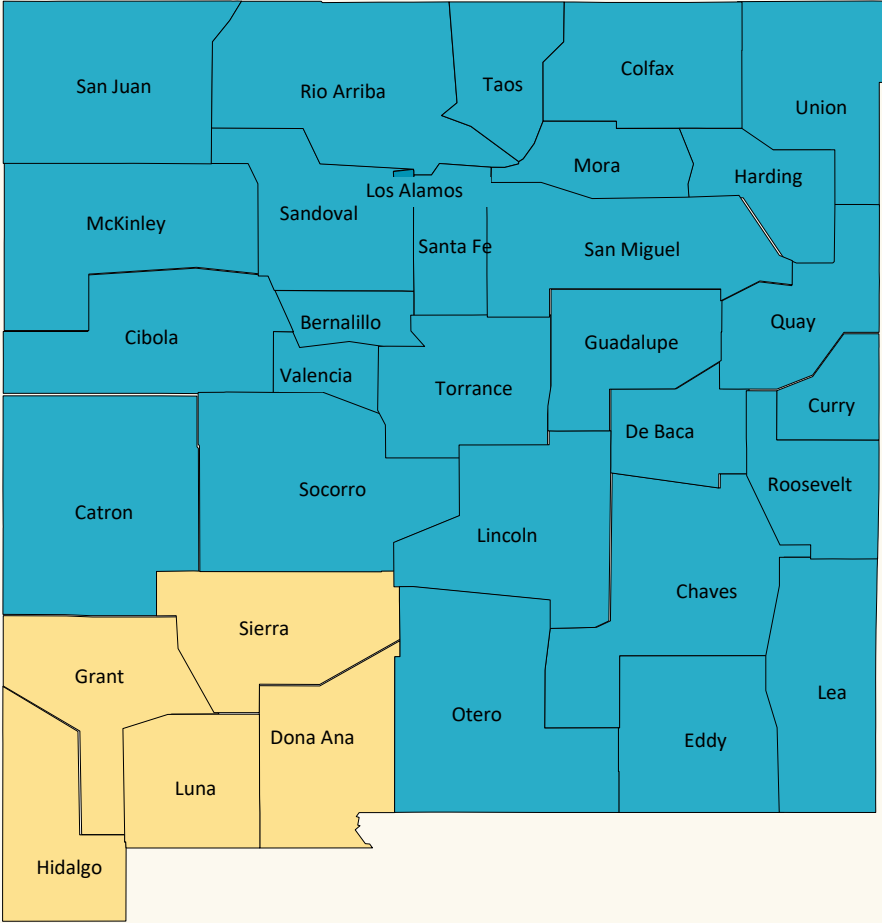 San Juan
Rio Arriba
Taos
Colfax
Union
Mora
Harding
Los Alamos
McKinley
Sandoval
Santa Fe
San Miguel
Cibola
Bernalillo
Quay
Guadalupe
Valencia
Torrance
Curry
De Baca
Catron
Socorro
Roosevelt
Lincoln
Chaves
Sierra
Grant
Lea
Otero
Dona Ana
Eddy
Luna
Hidalgo